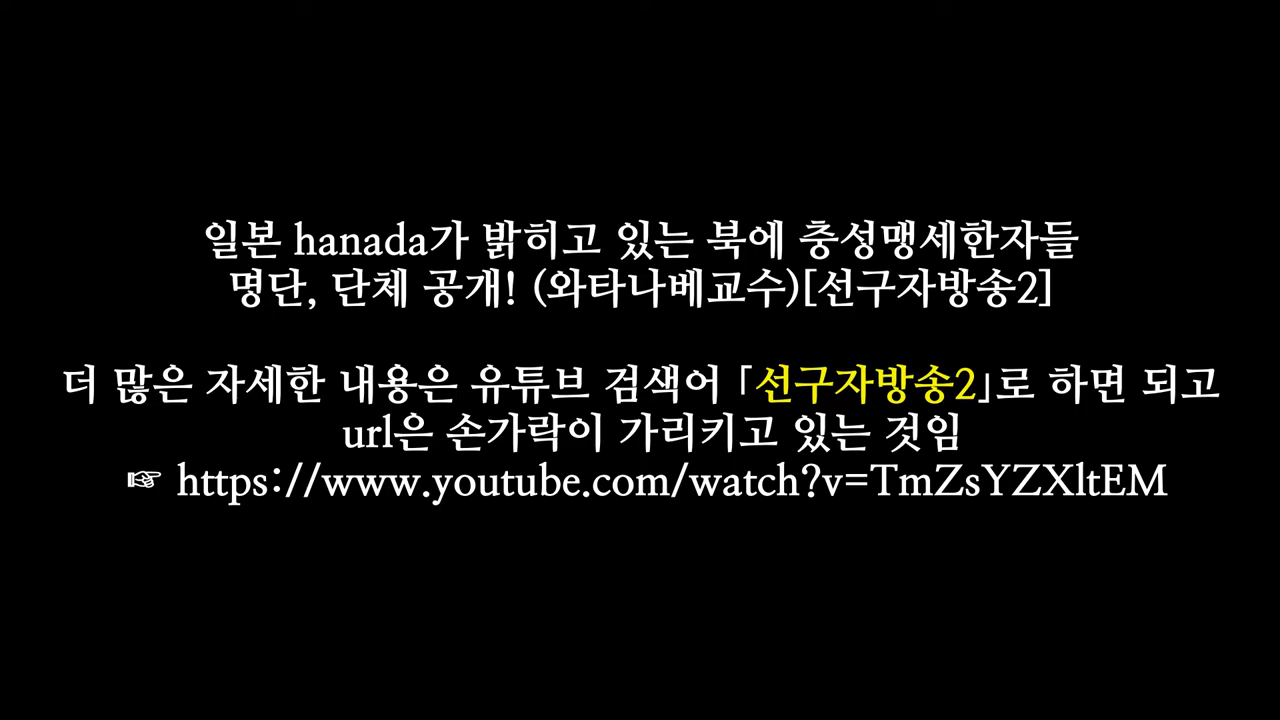 일본 hanada가 밝히고 있는 북에 충성맹세한자들
명단, 단체 공개! (와타나베교수)[선구자방송2]
더 많은 자세한 내용은 유튜브 검색어 「선구자방송2」로 하면 되고
url은 손가락이 가리키고 있는 것임
☞ https://www.youtube.com/watch?v=TmZsYZXltEM